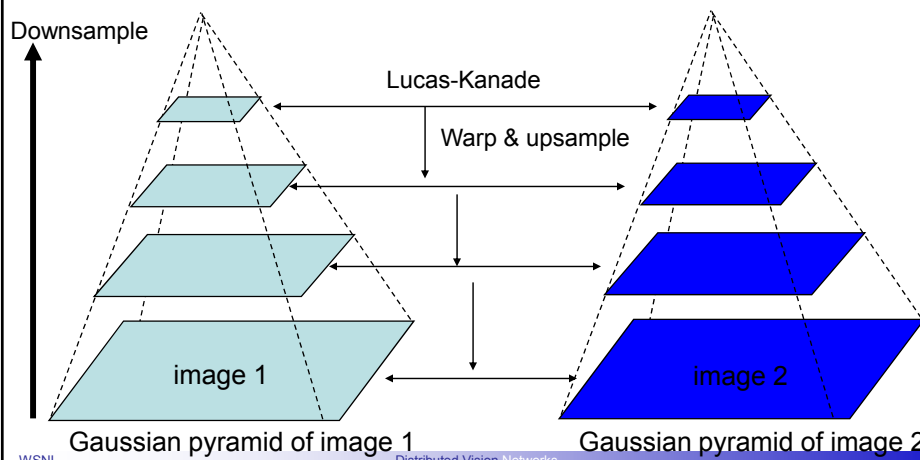 Downsample
Lucas-Kanade
Warp & upsample
image 1
image 2
Gaussian pyramid of image 1
Gaussian pyramid of image 2
WSNL
Distributed Vision Networks